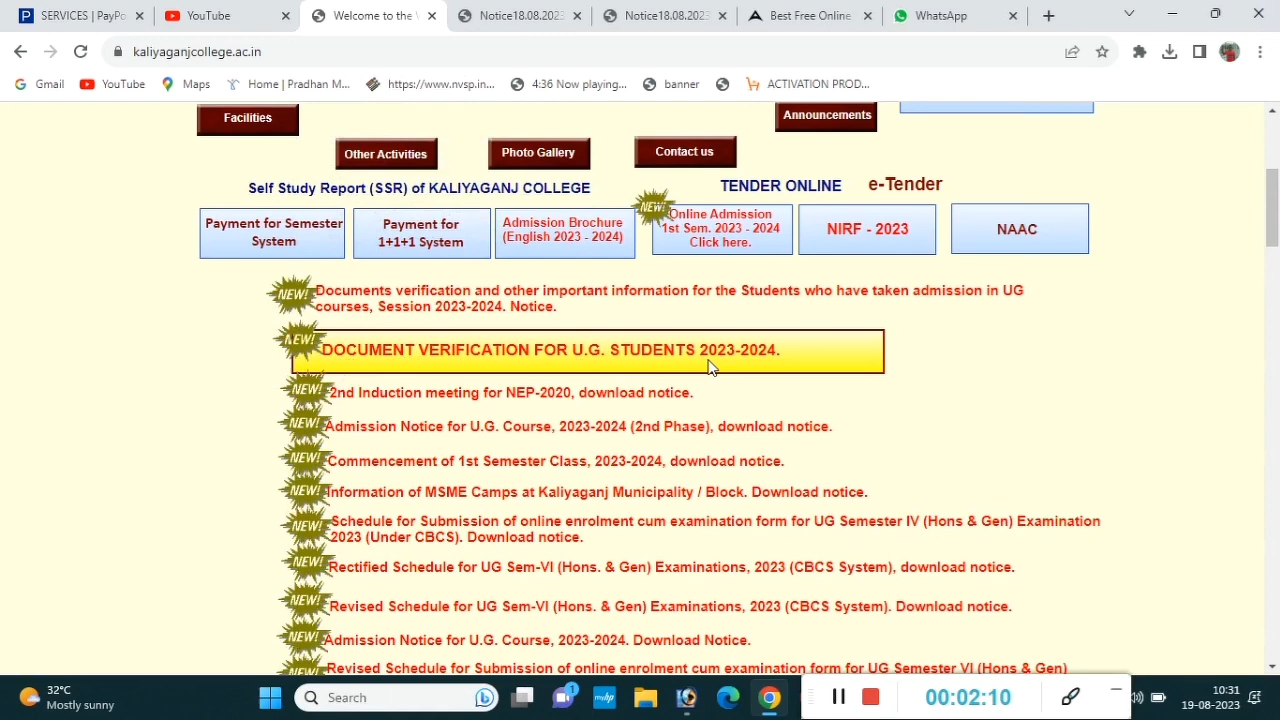 SERVICES | PayPo
YouTube
Welcome to the
Notice18.08.2023
Notice18.08.2023
Best Free Online
WhatsApp
kaliyaganjcollege.ac.in
Gmail
YouTube
Maps
Home | Pradhan M...
https://www.nvsp.in...
4:36 Now playing...
banner
ACTIVATION PROD...
Facilities
Announcements
Other Activities
Photo Gallery
Contact us
Self Study Report (SSR) of KALIYAGANJ COLLEGE
TENDER ONLINE
e-Tender
Payment for Semester
System
Payment for
1+1+1 System
Admission Brochure
(English 2023 - 2024)
NEW!
Online Admission
1st Sem. 2023 - 2024
Click here.
NIRF - 2023
NAAC
NEW!
Documents verification and other important information for the Students who have taken admission in UG
courses, Session 2023-2024. Notice.
NEW!
DOCUMENT VERIFICATION FOR U.G. STUDENTS 2023-2024.
NEW!
2nd Induction meeting for NEP-2020, download notice.
NEW!
Admission Notice for U.G. Course, 2023-2024 (2nd Phase), download notice.
NEW!
Commencement of 1st Semester Class, 2023-2024, download notice.
NEW!
Information of MSME Camps at Kaliyaganj Municipality / Block. Download notice.
NEW!
Schedule for Submission of online enrolment cum examination form for UG Semester IV (Hons & Gen) Examination
2023 (Under CBCS). Download notice.
NEW!
Rectified Schedule for UG Sem-VI (Hons. & Gen) Examinations, 2023 (CBCS System), download notice.
NEW!
Revised Schedule for UG Sem-VI (Hons. & Gen) Examinations, 2023 (CBCS System). Download notice.
NEW!
Admission Notice for U.G. Course, 2023-2024. Download Notice.
NEW!
Revised Schedule for Submission of online enrolment cum examination form for UG Semester VI (Hons & Gen)
32°C
Mostly sunny
Search
1
hp
00:02:10
10:31
19-08-2023